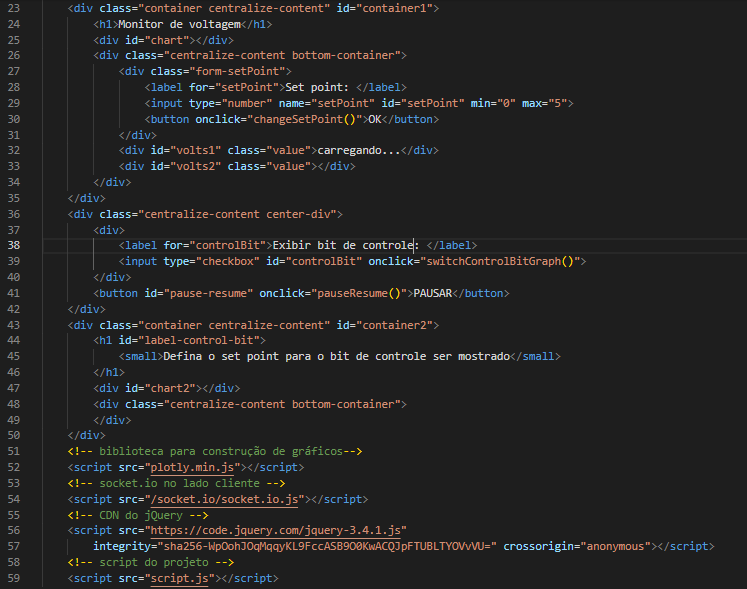 23 <div class="container centralize-content" id="container1">
24 <h1>Monitor de voltagem</h1>
25 <div id="chart"></div>
26 <div class="centralize-content bottom-container">
27 <div class="form-setPoint">
28 <label for="setPoint">Set point: </label>
29 <input type="number" name="setPoint" id="setPoint" min="0" max="5">
30 <button onclick="changeSetPoint()">OK</button>
31 </div>
32 <div id="volts1" class="value">carregando...</div>
33 <div id="volts2" class="value"></div>
34 </div>
35 </div>
36 <div class="centralize-content center-div">
37 <div>
38 <label for="controlBit">Exibir bit de controle: </label>
39 <input type="checkbox" id="controlBit" onclick="switchControlBitGraph()">
40 </div>
41 <button id="pause-resume" onclick="pauseResume()">PAUSAR</button>
42 </div>
43 <div class="container centralize-content" id="container2">
44 <h1 id="label-control-bit">
45 <small>Defina o set point para o bit de controle ser mostrado</small>
46 </h1>
47 <div id="chart2"></div>
48 <div class="centralize-content bottom-container">
49 </div>
50 </div>
51 <!-- biblioteca para construção de gráficos-->
52 <script src="plotly.min.js"></script>
53 <!-- socket.io no lado cliente -->
54 <script src="/socket.io/socket.io.js"></script>
55 <!-- CDN do jQuery -->
56 <script src="https://code.jquery.com/jquery-3.4.1.js"
57 integrity="sha256-WpOohJOqMqqyKL9FccASB9O0KwACQJpFTUBLTYOVvVU=" crossorigin="anonymous"></script>
58 <!-- script do projeto -->
59 <script src="script.js"></script>